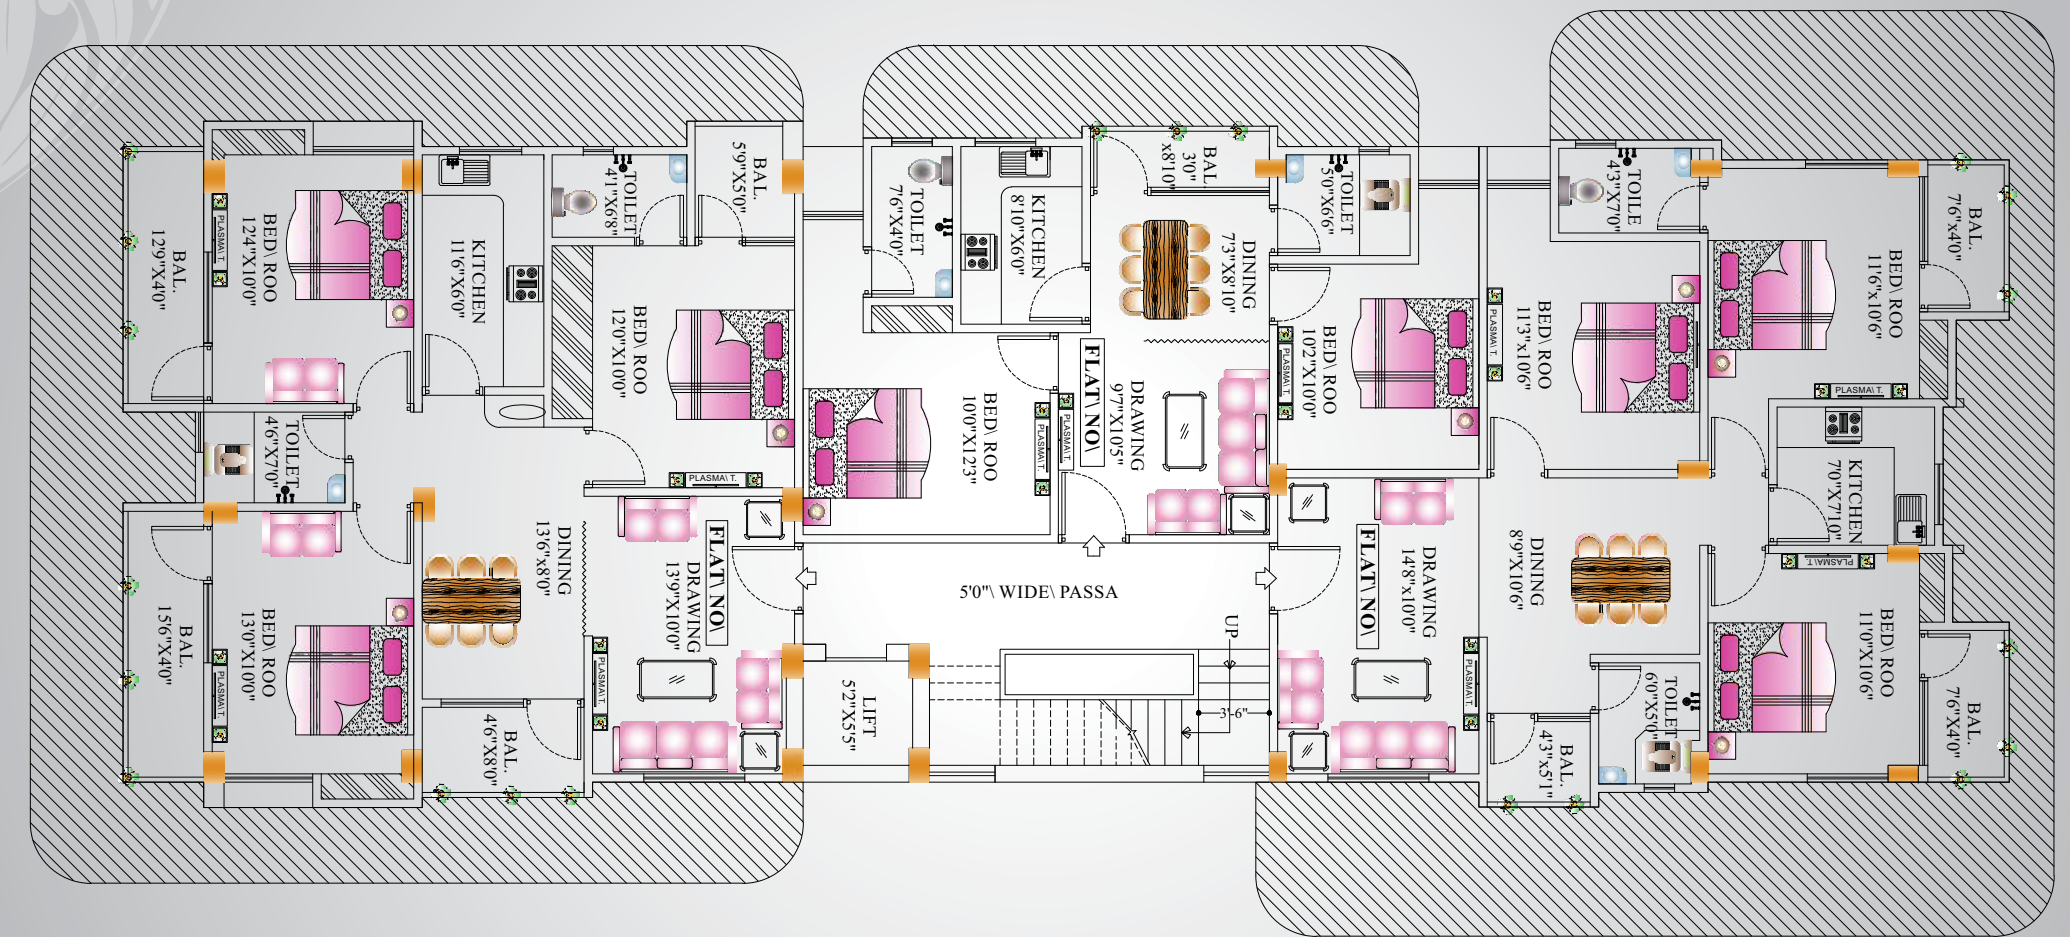 BAL.
12'9"X4'0"
BED\ ROO
12'4"X10'0"
PLASMA\ T.
KITCHEN
11'6"X6'0"
TOILET
4'1"X6'8"
BAL.
5'9"X5'0"
BED\ ROO
12'0"X10'0"
PLASMA\ T.
TOILET
4'6"X7'0"
BAL.
15'6"X4'0"
BED\ ROO
13'0"X10'0"
PLASMA\ T.
DINING
13'6"x8'0"
BAL.
4'6"X8'0"
FLAT\ NO\
DRAWING
13'9"X10'0"
PLASMA\ T.
TOILET
7'6"X4'0"
KITCHEN
8'10"X6'0"
BAL.
3'0"
x8'10"
DINING
7'3"X8'10"
BED\ ROO
10'0"X12'3"
PLASMA\ T.
PLASMA\ T.
FLAT\ NO\
DRAWING
9'7"X10'5"
TOILET
5'0"X6'6"
BED\ ROO
10'2"X10'0"
PLASMA\ T.
5'0"\ WIDE\ PASSA
LIFT
5'2"X5'5"
UP
3'-6"
TOILE
4'3"X7'0"
BED\ ROO
11'3"x10'6"
PLASMA\ T.
BED\ ROO
11'6"x10'6"
PLASMA\ T.
BAL.
7'6"x4'0"
KITCHEN
7'0"X7'10"
FLAT\ NO\
DRAWING
14'8"x10'0"
PLASMA\ T.
DINING
8'9"X10'6"
PLASMA\ T.
BED\ ROO
11'0"X10'6"
TOILET
6'0"X5'0"
BAL.
4'3"x5'1"
BAL.
7'6"X4'0"